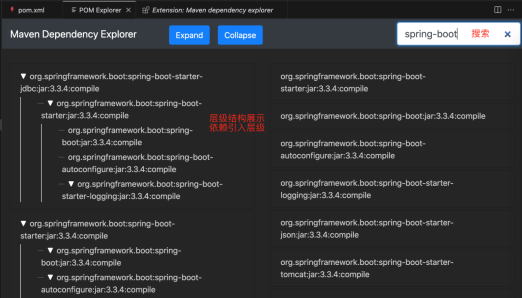 pom.xml
POM Explorer
Extension: Maven dependency explorer
Maven Dependency Explorer
Expand
Collapse
spring-boot
搜索
org.springframework.boot:spring-boot-starter-
jdbc:jar:3.3.4:compile
org.springframework.boot:spring-boot-
starter:jar:3.3.4:compile
org.springframework.boot:spring-
boot:jar:3.3.4:compile
org.springframework.boot:spring-boot-
autoconfigure:jar:3.3.4:compile
org.springframework.boot:spring-boot-
starter-logging:jar:3.3.4:compile
层级结构展示
依赖引入层级
org.springframework.boot:spring-boot-
starter:jar:3.3.4:compile
org.springframework.boot:spring-
boot:jar:3.3.4:compile
org.springframework.boot:spring-boot-
autoconfigure:jar:3.3.4:compile
org.springframework.boot:spring-boot-
starter:jar:3.3.4:compile
org.springframework.boot:spring-boot:jar:3.3.4:compile
org.springframework.boot:spring-boot-
autoconfigure:jar:3.3.4:compile
org.springframework.boot:spring-boot-starter-
logging:jar:3.3.4:compile
org.springframework.boot:spring-boot-starter-
json:jar:3.3.4:compile
org.springframework.boot:spring-boot-starter-
tomcat:jar:3.3.4:compile